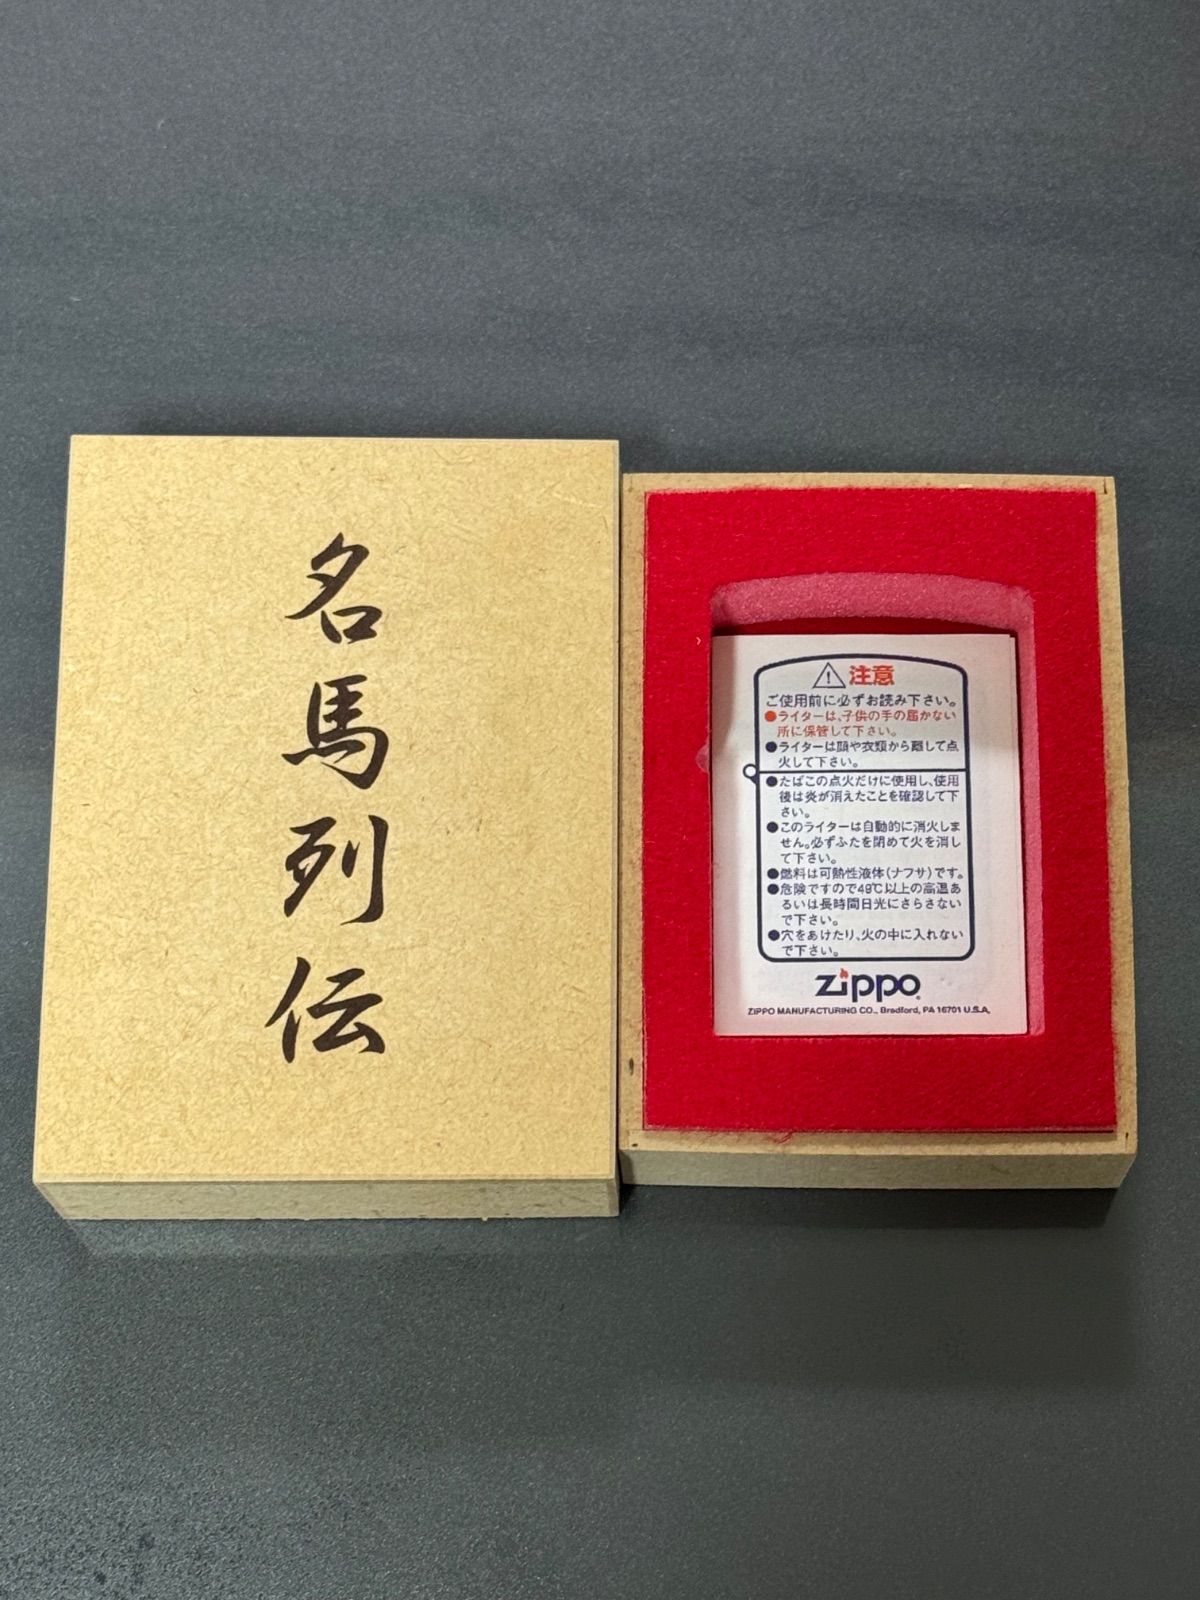 名馬列伝
注意
ご使用前に必ずお読み下さい。
●ライターは、子供の手の届かない
所に保管して下さい。
●ライターは顔や衣類から離して点
火して下さい。
●たばこの点火だけに使用し、使用
後は炎が消えたことを確認して下
さい。
●このライターは自動的に消火しま
せん。必ずふたを閉めて火を消し
て下さい。
●燃料は可熱性液体(ナフサ)です。
●危険ですので49℃以上の高温あ
るいは長時間日光にさらさない
で下さい。
●穴をあけたり、火の中に入れない
で下さい。
zippo
ZIPPO MANUFACTURING CO., Bradford, PA 16701 U.S.A.